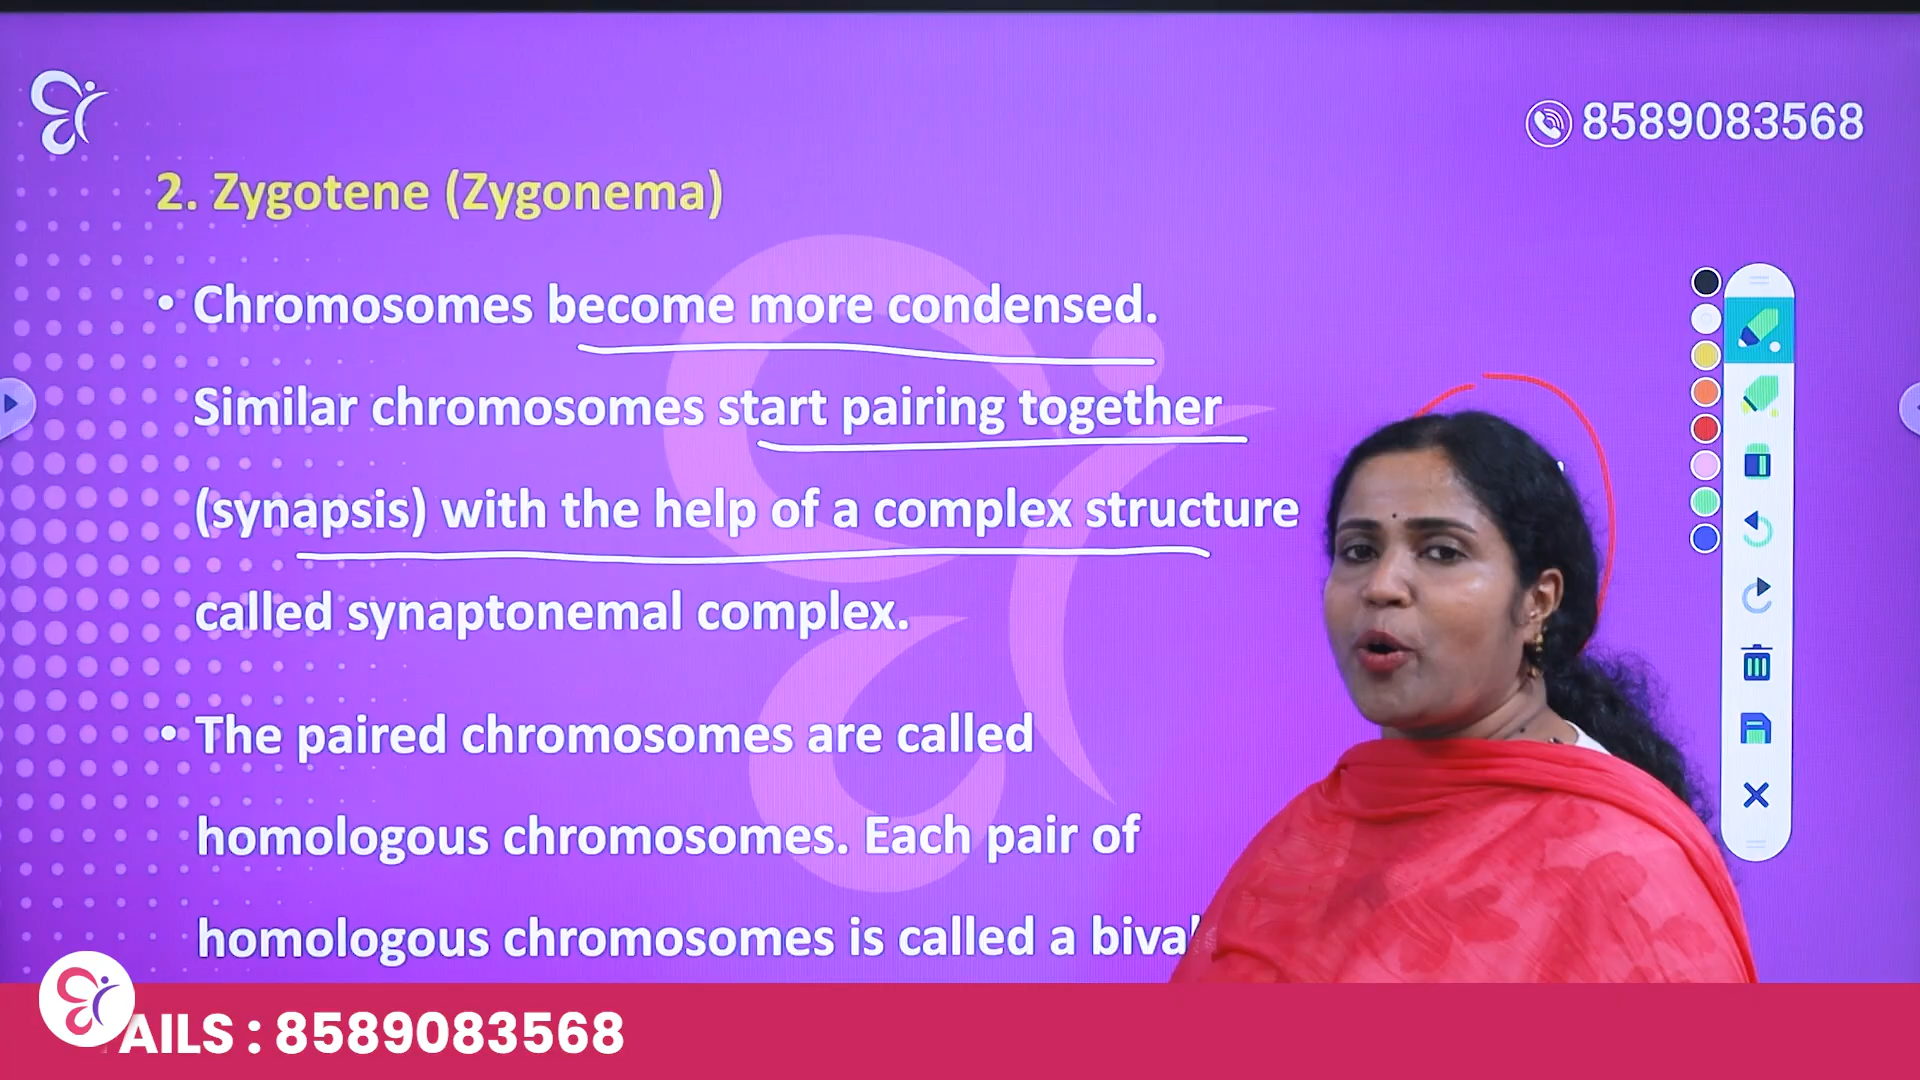 8589083568
2. Zygotene (Zygonema)
• Chromosomes become more condensed.
Similar chromosomes start pairing together
(synapsis) with the help of a complex structure
called synaptonemal complex.
• The paired chromosomes are called
homologous chromosomes. Each pair of
homologous chromosomes is called a
AILS : 8589083568